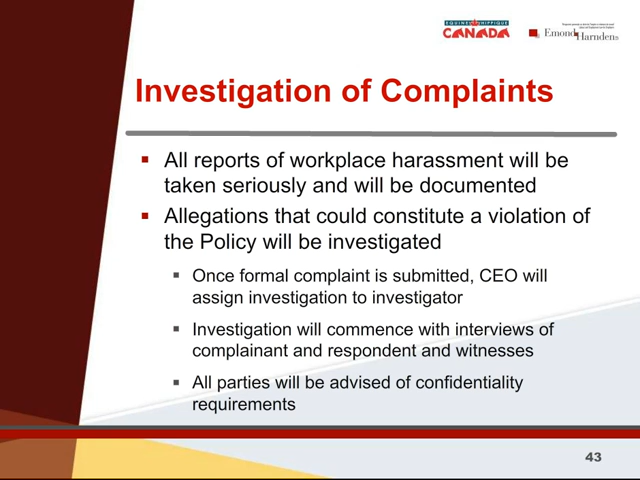 EQUINE HIPPIQUE
CANADA
Emond Harnden
Investigation of Complaints
All reports of workplace harassment will be
taken seriously and will be documented
Allegations that could constitute a violation of
the Policy will be investigated
Once formal complaint is submitted, CEO will
assign investigation to investigator
Investigation will commence with interviews of
complainant and respondent and witnesses
All parties will be advised of confidentiality
requirements
43